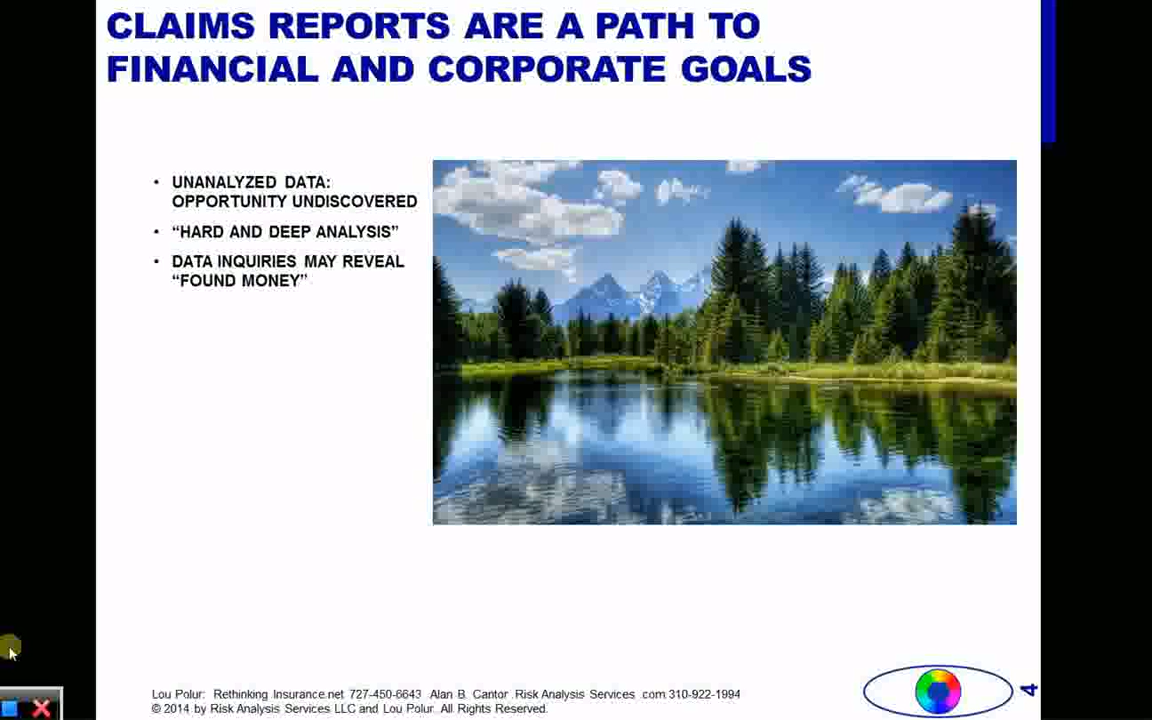 CLAIMS REPORTS ARE A PATH TO
FINANCIAL AND CORPORATE GOALS
• UNANALYZED DATA:
OPPORTUNITY UNDISCOVERED
• “HARD AND DEEP ANALYSIS”
• DATA INQUIRIES MAY REVEAL
“FOUND MONEY”
Lou Polur: Rethinking Insurance.net 727-450-6643 Alan B. Cantor Risk Analysis Services .com 310-922-1994
© 2014 by Risk Analysis Services LLC and Lou Polur. All Rights Reserved.
4